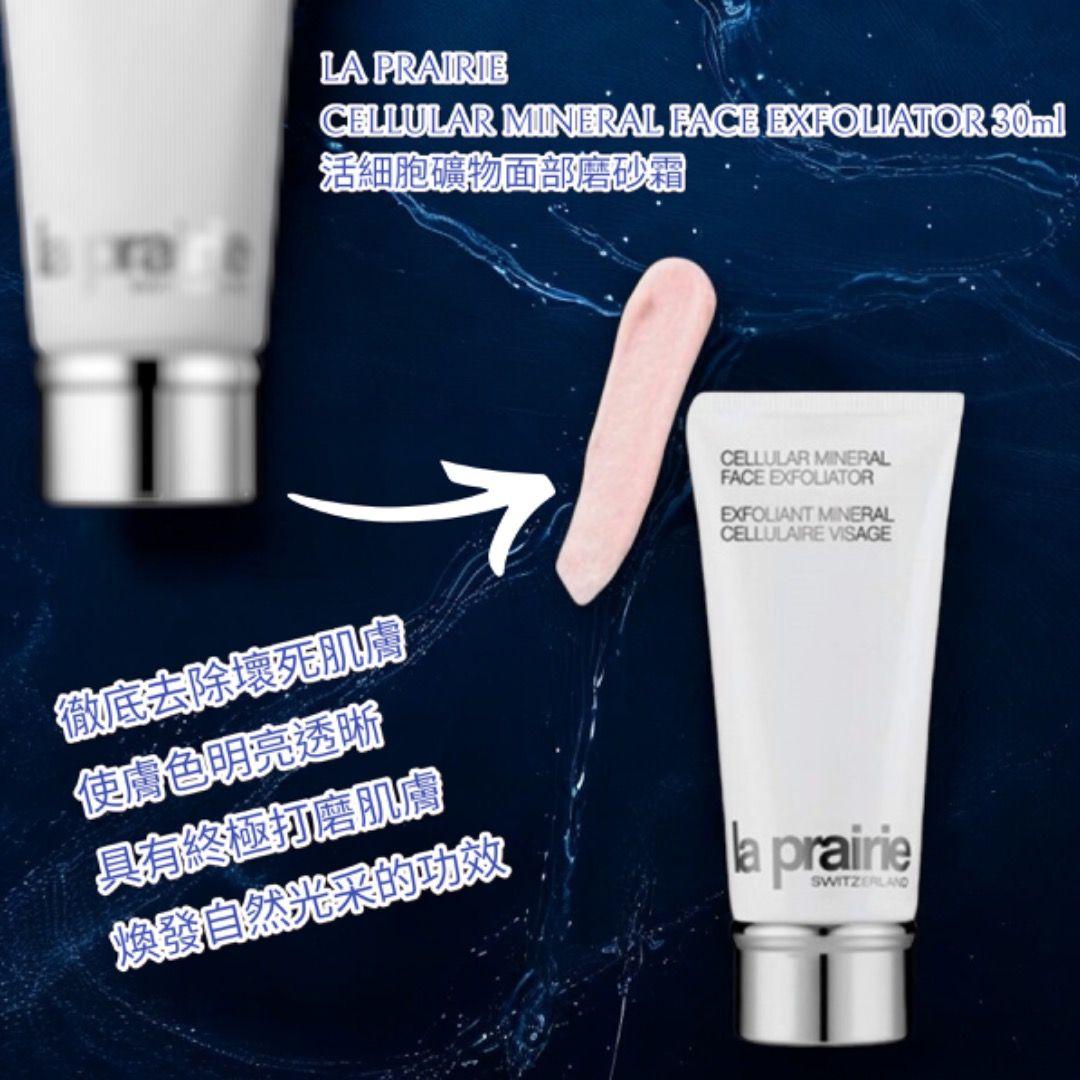 LA PRAIRIE
CELLULAR MINERAL FACE EXFOLIATOR 30ml
活細胞礦物面部磨砂霜
la prairie
CELLULAR MINERAL
FACE EXFOLIATOR
EXFOLIANT MINERAL
CELLULAIRE VISAGE
徹底去除壞死肌膚
使膚色明亮透晰
具有終極打磨肌膚
煥發自然光采的功效
la prairie
SWITZERLAND